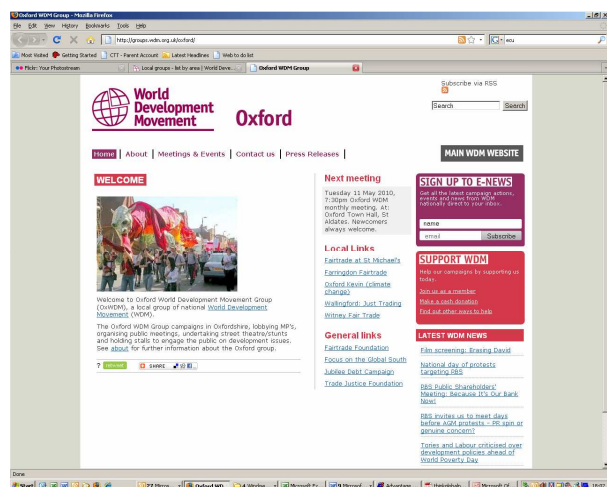 Oxford WDM Group - Mozilla Firefox
File Edit View History Bookmarks Tools Help
http://groups.wdm.org.uk/oxford/
ecu
Most Visited Getting Started CTT - Parent Account Latest Headlines Web to do list
Flickr: Your Photostream Local groups - list by area | World Deve... Oxford WDM Group
World
Development
Movement
Oxford
Subscribe via RSS
Search Search
Home | About | Meetings & Events | Contact us | Press Releases |
MAIN WDM WEBSITE
WELCOME
Welcome to Oxford World Development Movement Group
(OxWDM), a local group of national World Development
Movement (WDM).
The Oxford WDM Group campaigns in Oxfordshire, lobbying MP's,
organising public meetings, undertaking street theatre/stunts
and holding stalls to engage the public on development issues.
See about for further information about the Oxford group.
?
SHARE
Next meeting
Tuesday 11 May 2010,
7:30pm Oxford WDM
monthly meeting. At:
Oxford Town Hall, St
Aldates. Newcomers
always welcome.
Local Links
Fairtrade at St Michael's
Farringdon Fairtrade
Oxford Kevin (climate
change)
Wallingford: Just Trading
Witney Fair Trade
General links
Fairtrade Foundation
Focus on the Global South
Jubilee Debt Campaign
Trade Justice Foundation
SIGN UP TO E-NEWS
Get all the latest campaign actions,
events and news from WDM
nationally direct to your inbox.
name
email Subscribe
SUPPORT WDM
Help our campaigns by supporting us
today.
Join us as a member
Make a cash donation
Find out other ways to help
LATEST WDM NEWS
Film screening: Erasing David
National day of protests
targeting RBS
RBS Public Shareholders'
Meeting: Because It's Our Bank
Now!
RBS invites us to meet days
before AGM protests - PR spin or
genuine concern?
Tories and Labour criticised over
development policies ahead of
World Poverty Day
Done
Start
Oxford WD...